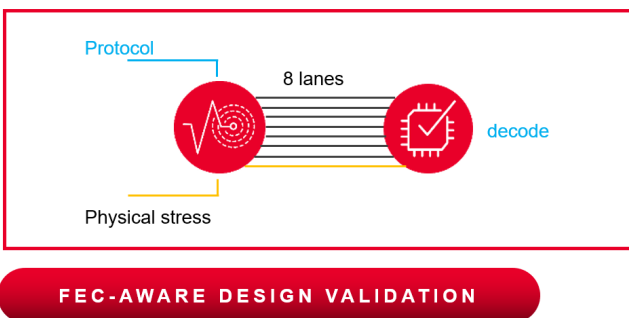 Protocol
8 lanes
decode
Physical stress
FEC-AWARE DESIGN VALIDATION